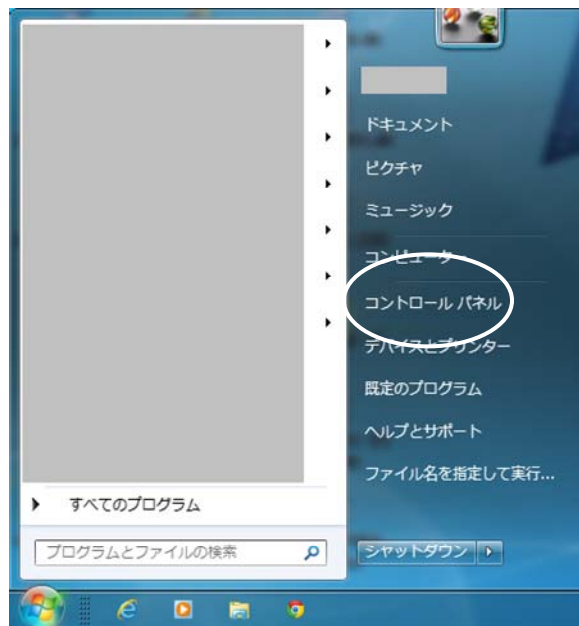 ドキュメント
ピクチャ
ミュージック
コンピューター
コントロール パネル
デバイスとプリンター
既定のプログラム
ヘルプとサポート
ファイル名を指定して実行...
すべてのプログラム
プログラムとファイルの検索
シャットダウン